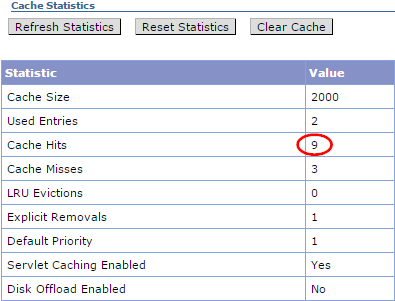 Cache Statistics
Refresh Statistics Reset Statistics Clear Cache
Statistic Value
Cache Size 2000
Used Entries 2
Cache Hits 9
Cache Misses 3
LRU Evictions 0
Explicit Removals 1
Default Priority 1
Servlet Caching Enabled Yes
Disk Offload Enabled No